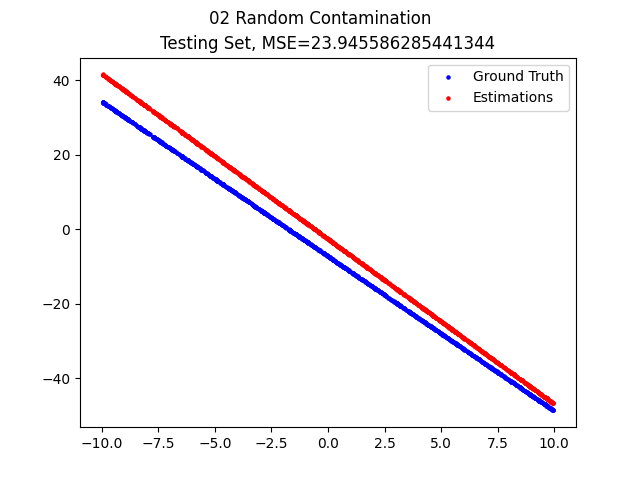 02 Random Contamination
Testing Set, MSE=23.945586285441344
Ground Truth
Estimations
40
20
0
−20
−40
−10.0 −7.5 −5.0 −2.5 0.0 2.5 5.0 7.5 10.0